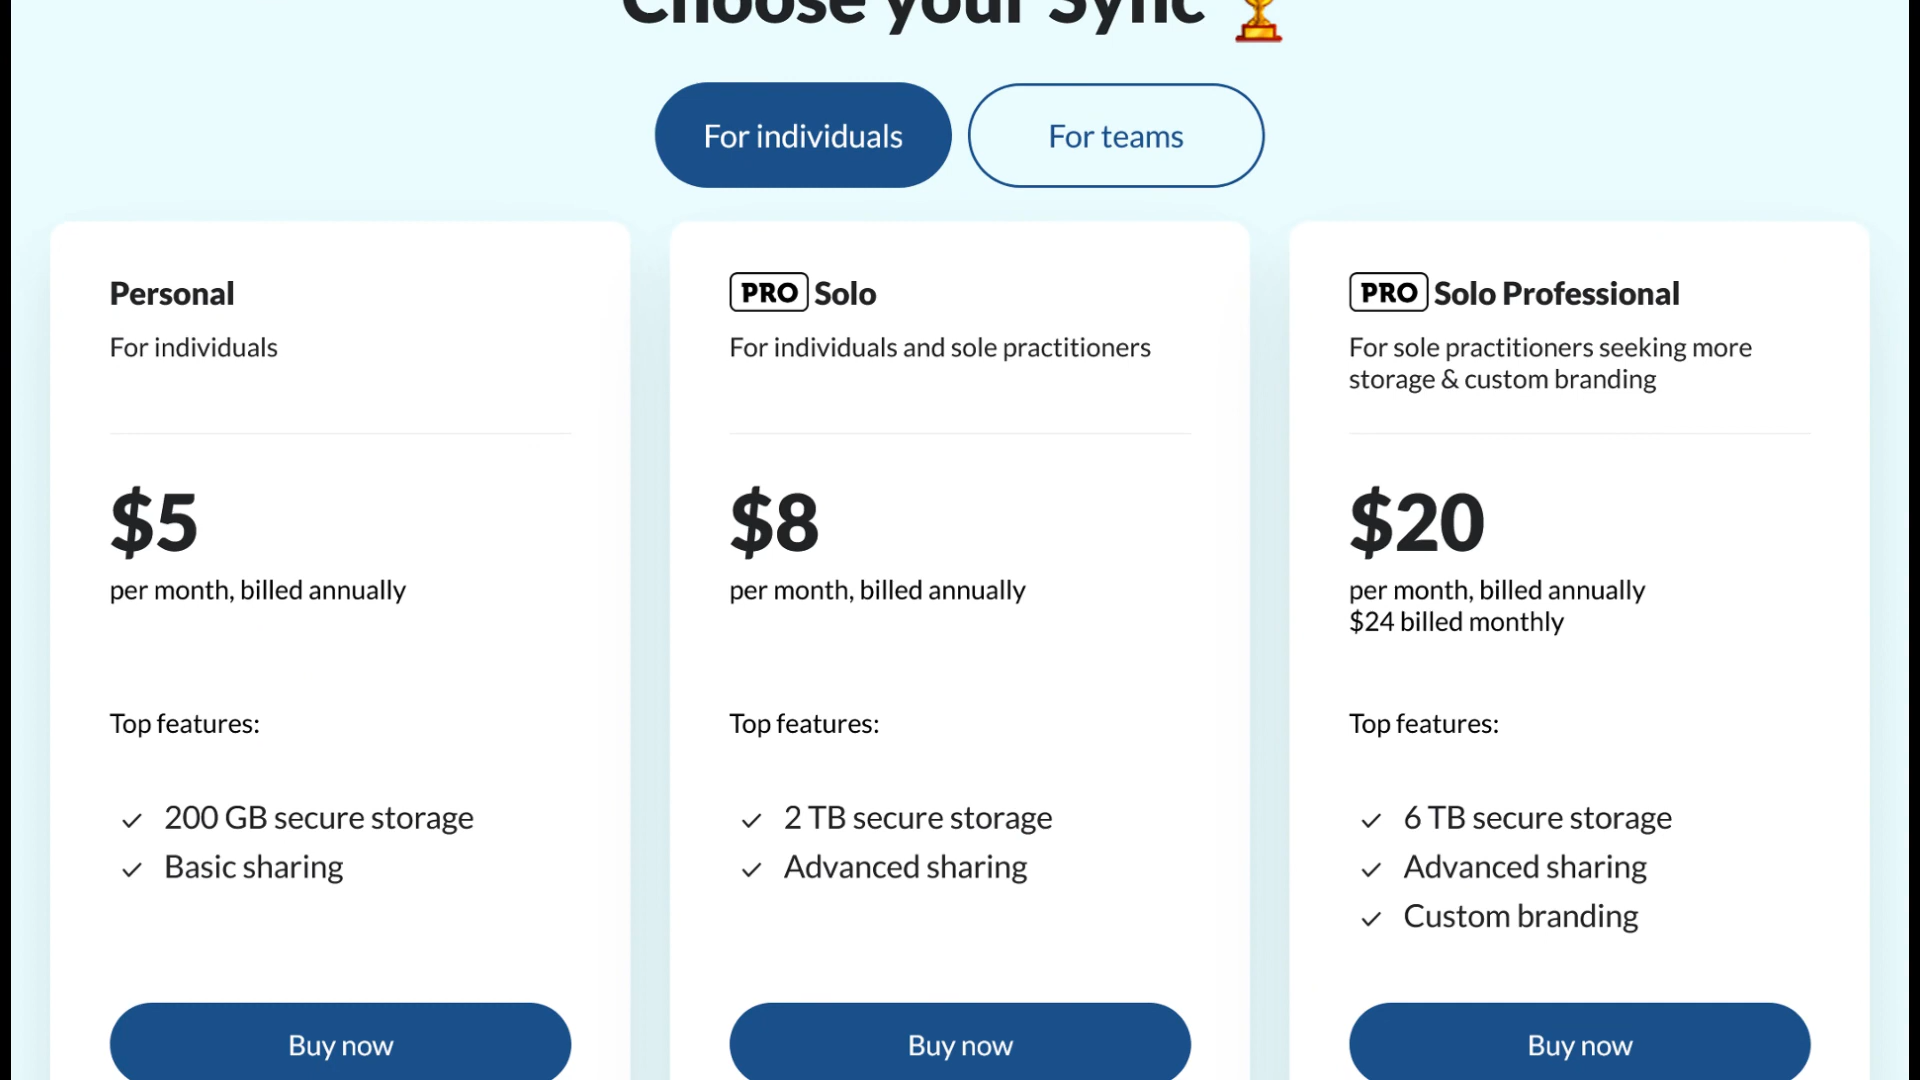 Choose your Sync
For individuals
For teams
Personal
For individuals
$5
per month, billed annually
Top features:
200 GB secure storage
Basic sharing
Buy now
PRO Solo
For individuals and sole practitioners
$8
per month, billed annually
Top features:
2 TB secure storage
Advanced sharing
Buy now
PRO Solo Professional
For sole practitioners seeking more
storage & custom branding
$20
per month, billed annually
$24 billed monthly
Top features:
6 TB secure storage
Advanced sharing
Custom branding
Buy now